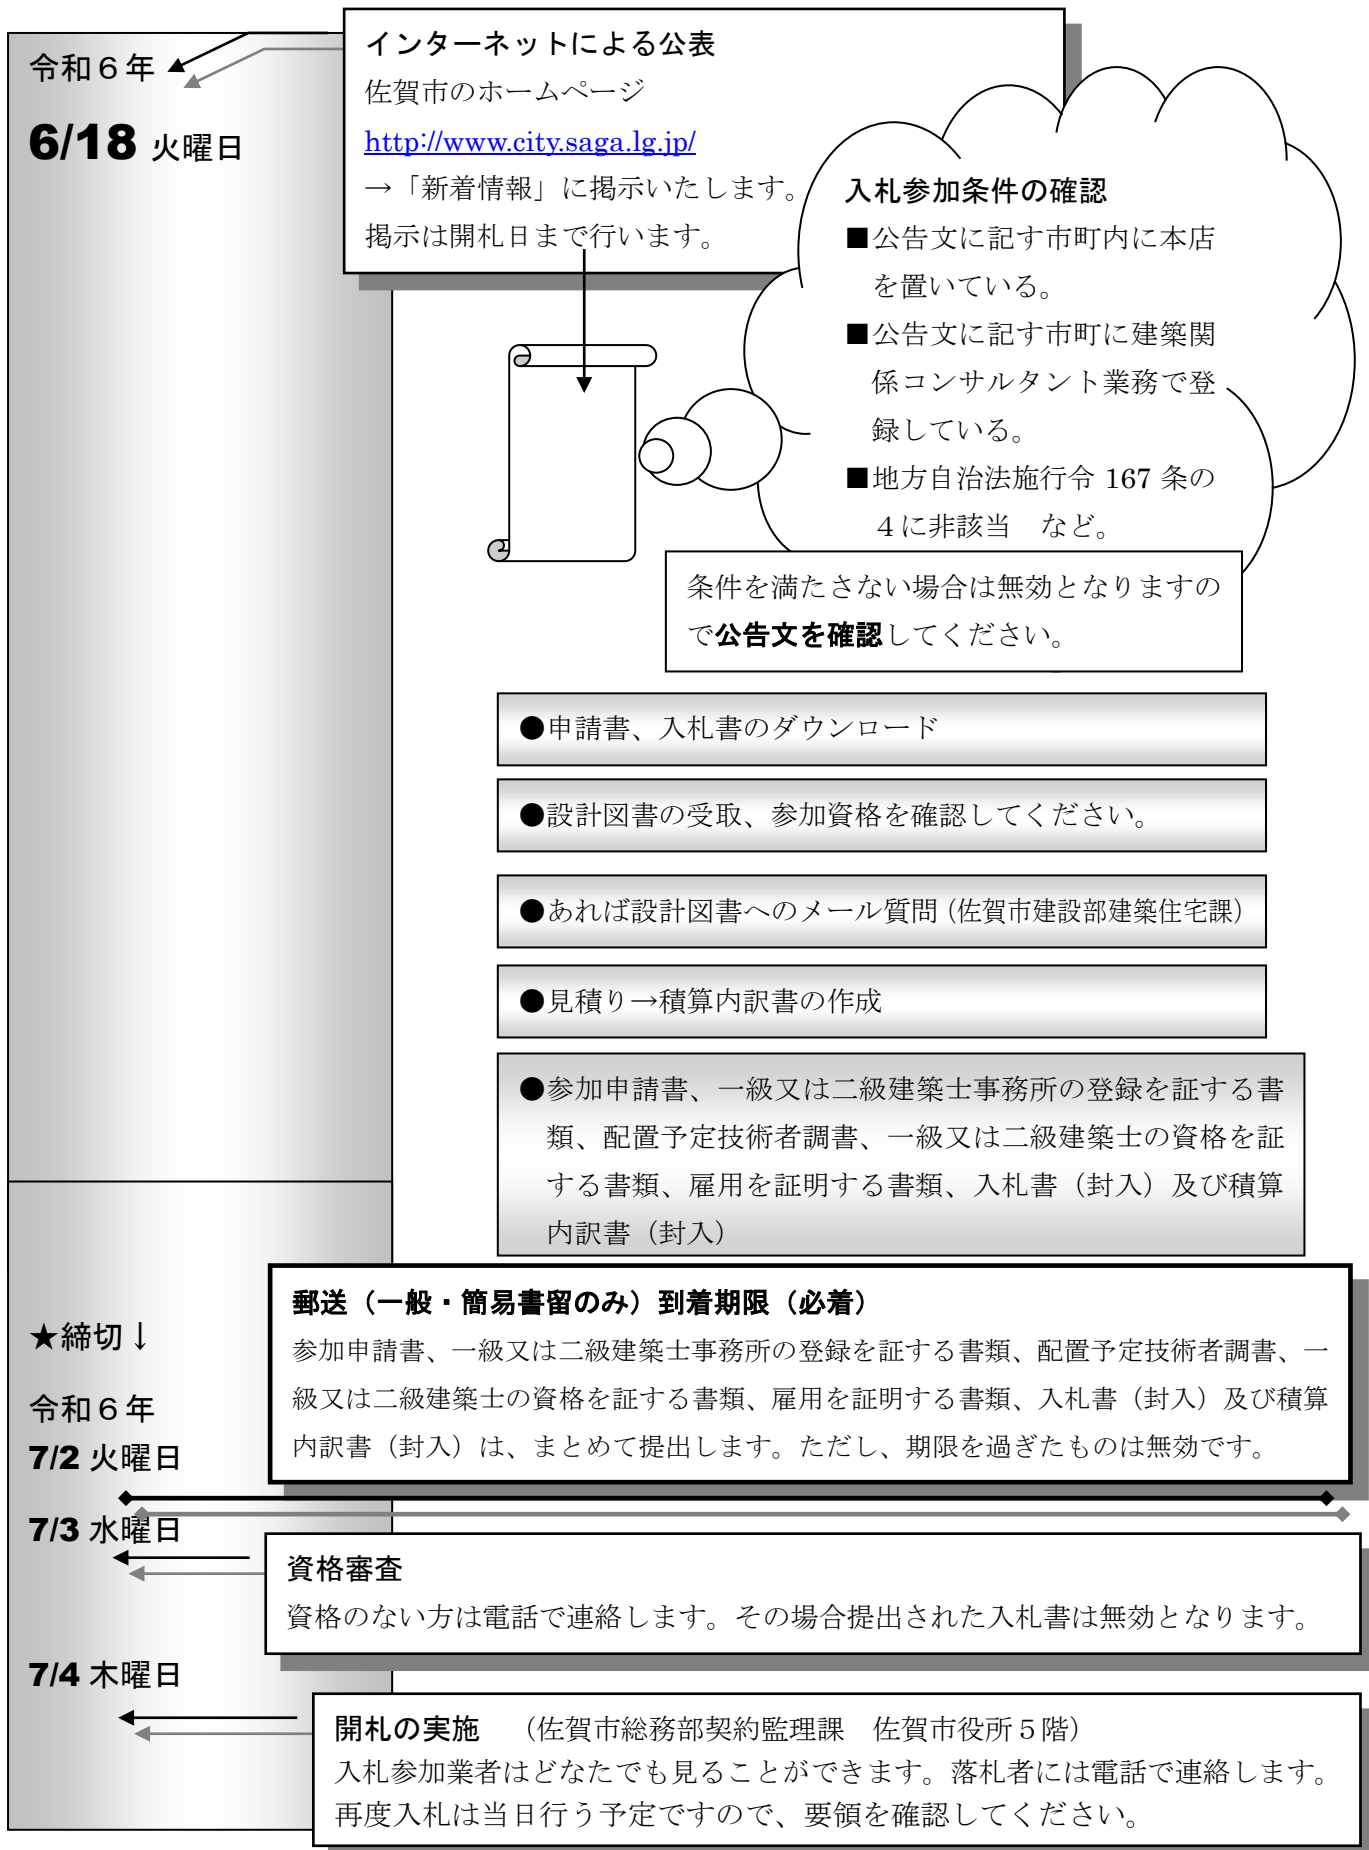 令和６年
6/18 火曜日
インターネットによる公表
佐賀市のホームページ
http://www.city.saga.lg.jp/
→「新着情報」に掲示いたします。
掲示は開札日まで行います。
入札参加条件の確認
■公告文に記す市町内に本店
を置いている。
■公告文に記す市町に建築関
係コンサルタント業務で登
録している。
■地方自治法施行令 167 条の
４に非該当　など。
条件を満たさない場合は無効となりますの
で公告文を確認してください。
●申請書、入札書のダウンロード
●設計図書の受取、参加資格を確認してください。
●あれば設計図書へのメール質問（佐賀市建設部建築住宅課）
●見積り→積算内訳書の作成
●参加申請書、一級又は二級建築士事務所の登録を証する書
類、配置予定技術者調書、一級又は二級建築士の資格を証
する書類、雇用を証明する書類、入札書（封入）及び積算
内訳書（封入）
★締切↓
令和６年
7/2 火曜日
郵送（一般・簡易書留のみ）到着期限（必着）
参加申請書、一級又は二級建築士事務所の登録を証する書類、配置予定技術者調書、一
級又は二級建築士の資格を証する書類、雇用を証明する書類、入札書（封入）及び積算
内訳書（封入）は、まとめて提出します。ただし、期限を過ぎたものは無効です。
7/3 水曜日
資格審査
資格のない方は電話で連絡します。その場合提出された入札書は無効となります。
7/4 木曜日
開札の実施　（佐賀市総務部契約監理課　佐賀市役所５階）
入札参加業者はどなたでも見ることができます。落札者には電話で連絡します。
再度入札は当日行う予定ですので、要領を確認してください。